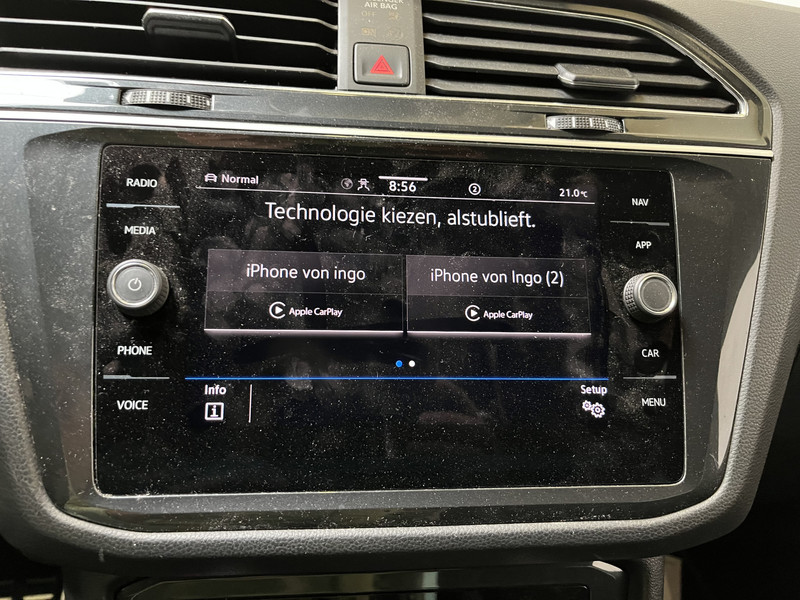 AIR BAG
RADIO
MEDIA
PHONE
VOICE
Normal
8:56
2
21.0°C
Technologie kiezen, alstublieft.
iPhone von ingo
Apple CarPlay
iPhone von Ingo (2)
Apple CarPlay
Info
Setup
NAV
APP
CAR
MENU